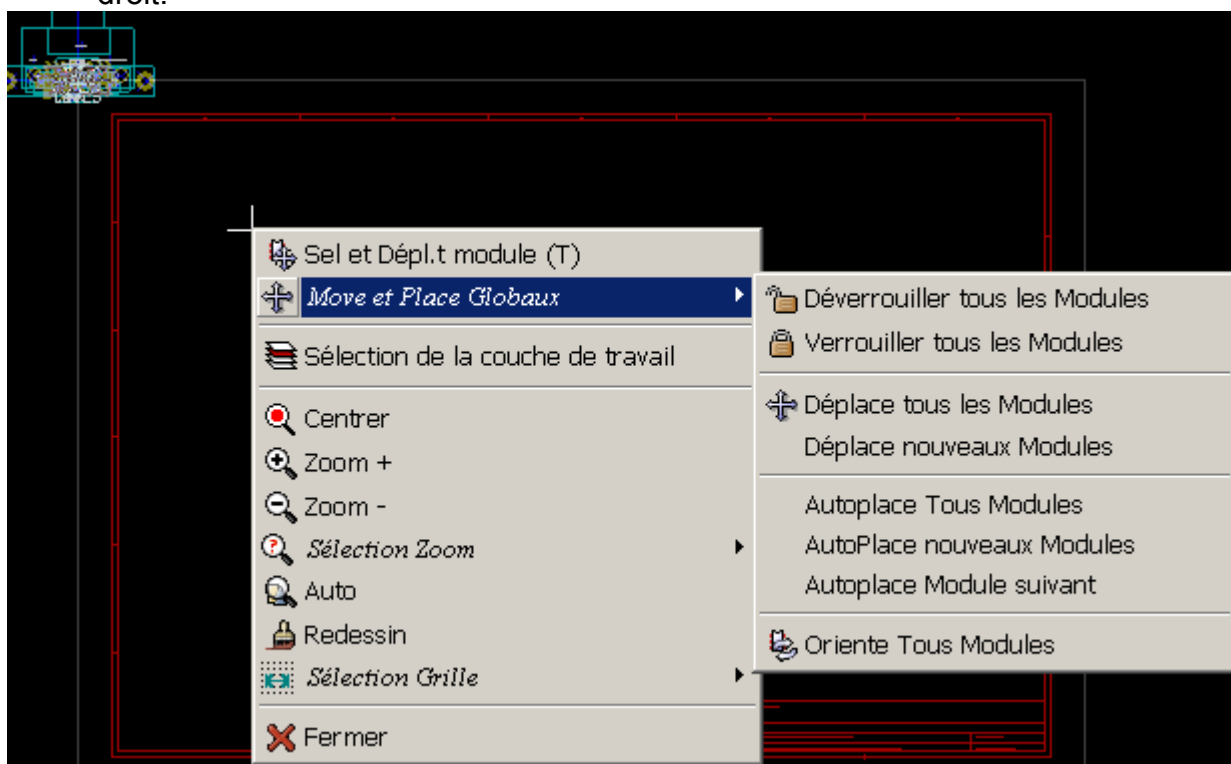 droit.
Sel et Dépl.t module (T)
Move et Place Globaux
Sélection de la couche de travail
Centrer
Zoom +
Zoom -
Sélection Zoom
Auto
Redessin
Sélection Grille
Fermer
Déverrouiller tous les Modules
Verrouiller tous les Modules
Déplace tous les Modules
Déplace nouveaux Modules
Autoplace Tous Modules
AutoPlace nouveaux Modules
Autoplace Module suivant
Oriente Tous Modules